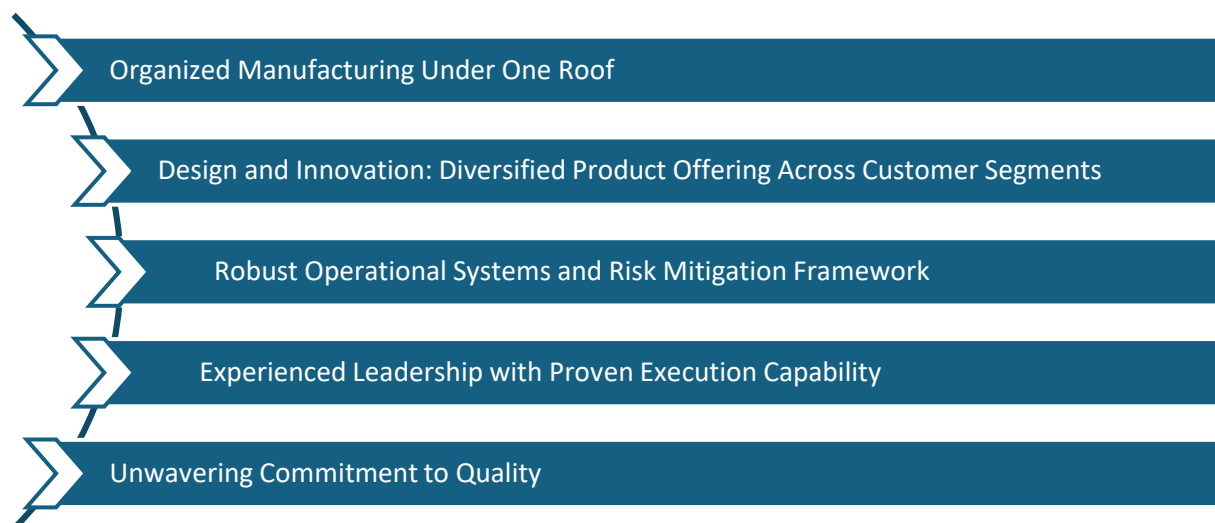 Organized Manufacturing Under One Roof
Design and Innovation: Diversified Product Offering Across Customer Segments
Robust Operational Systems and Risk Mitigation Framework
Experienced Leadership with Proven Execution Capability
Unwavering Commitment to Quality